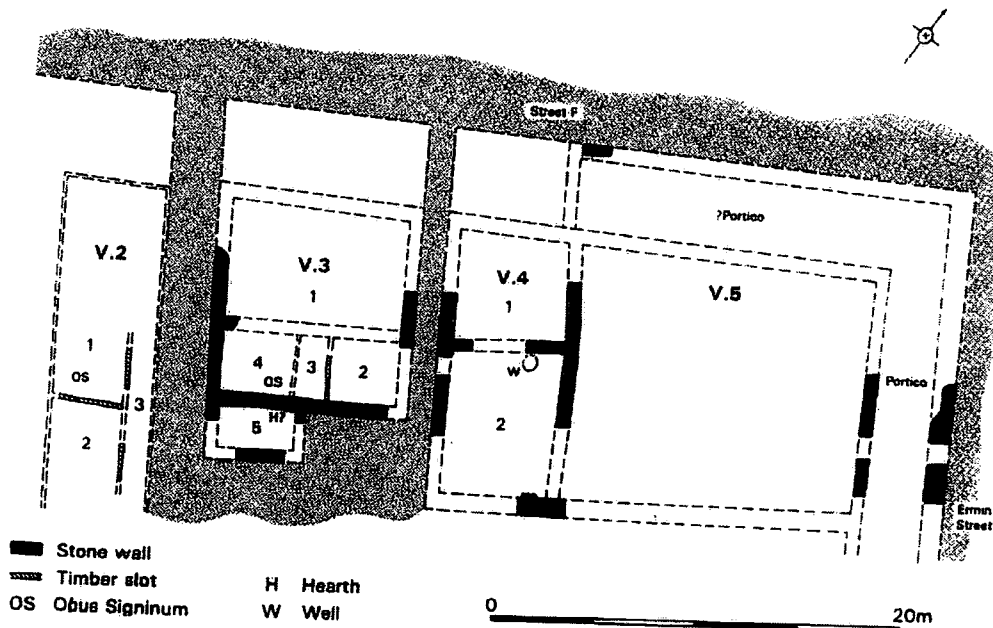 Street F
?Portico
V.2
V.3
1
V.4
1
V.5
1
OS
4
OS
3
2
W
Portico
3
2
5
H?
2
Ermin
Street
Stone wall
Timber slot
OS Obus Signinum
H Hearth
W Well
0
20m